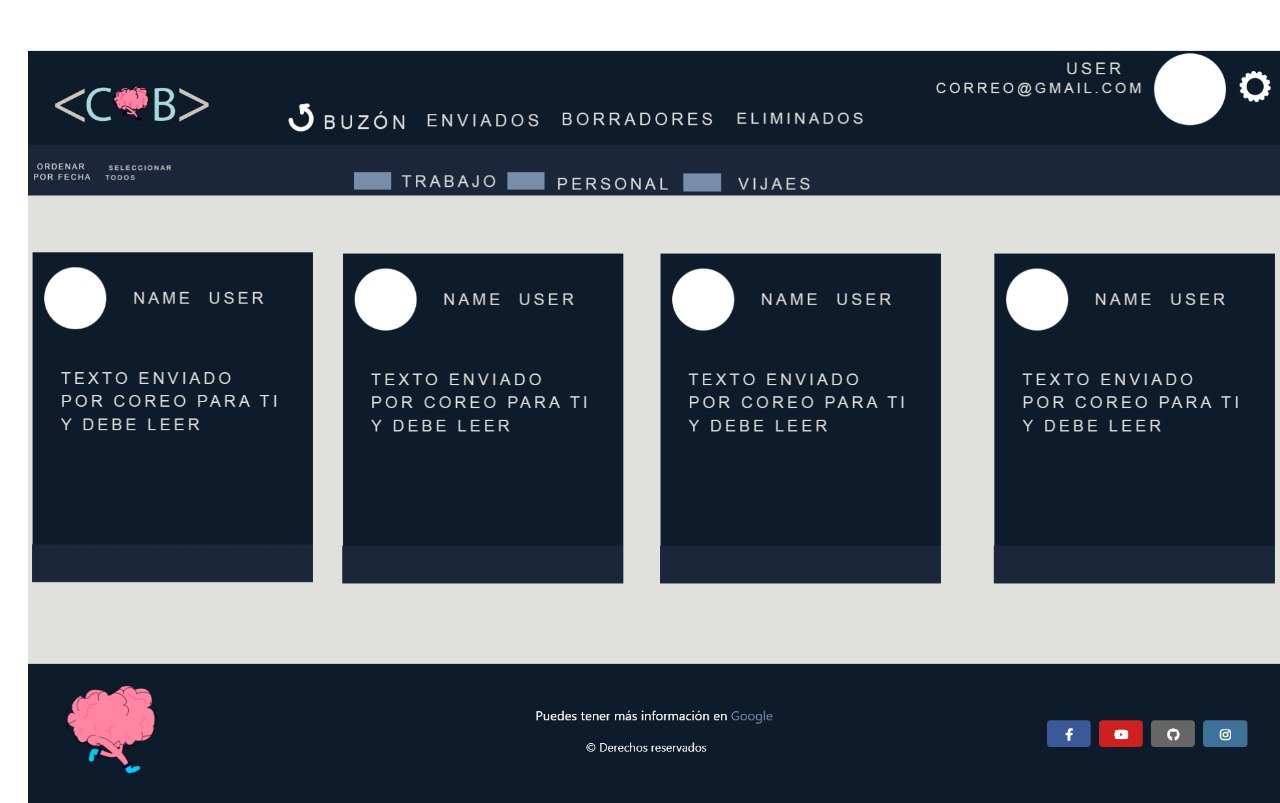 <C B>
BUZÓN ENVIADOS BORRADORES ELIMINADOS
USER
CORREO@GMAIL.COM
ORDENAR
POR FECHA
SELECCIONAR
TODOS
TRABAJO PERSONAL VIJAES
NAME USER
TEXTO ENVIADO
POR COREO PARA TI
Y DEBE LEER
NAME USER
TEXTO ENVIADO
POR COREO PARA TI
Y DEBE LEER
NAME USER
TEXTO ENVIADO
POR COREO PARA TI
Y DEBE LEER
NAME USER
TEXTO ENVIADO
POR COREO PARA TI
Y DEBE LEER
Puedes tener más información en Google
© Derechos reservados